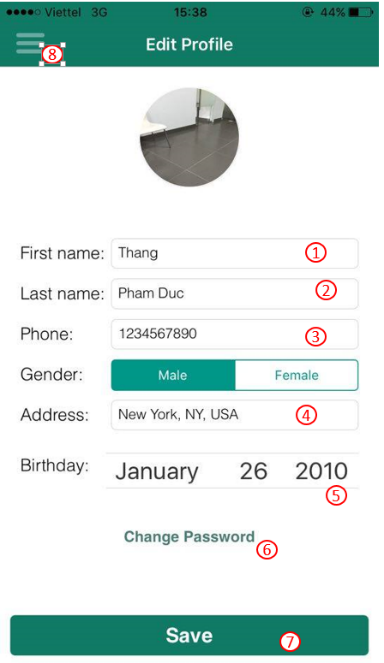 Viettel 3G 15:38 44%
Edit Profile
8
First name: Thang 1
Last name: Pham Duc 2
Phone: 1234567890 3
Gender: Male Female
Address: New York, NY, USA 4
Birthday: January 26 2010
5
Change Password 6
Save 7